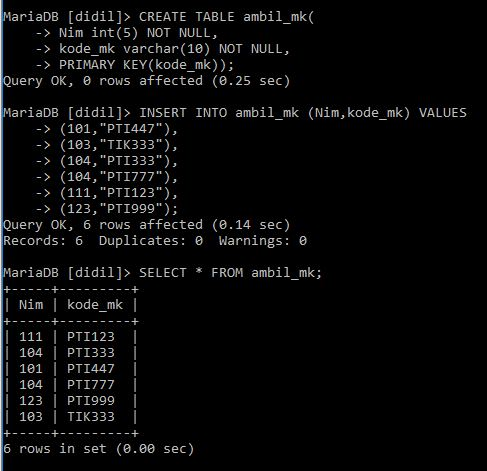 MariaDB [didil]> CREATE TABLE ambil_mk(
    -> Nim int(5) NOT NULL,
    -> kode_mk varchar(10) NOT NULL,
    -> PRIMARY KEY(kode_mk));
Query OK, 0 rows affected (0.25 sec)

MariaDB [didil]> INSERT INTO ambil_mk (Nim,kode_mk) VALUES
    -> (101,"PTI447"),
    -> (103,"TIK333"),
    -> (104,"PTI333"),
    -> (104,"PTI777"),
    -> (111,"PTI123"),
    -> (123,"PTI999");
Query OK, 6 rows affected (0.14 sec)
Records: 6  Duplicates: 0  Warnings: 0

MariaDB [didil]> SELECT * FROM ambil_mk;
+-----+---------+
| Nim | kode_mk |
+-----+---------+
| 111 | PTI123  |
| 104 | PTI333  |
| 101 | PTI447  |
| 104 | PTI777  |
| 123 | PTI999  |
| 103 | TIK333  |
+-----+---------+
6 rows in set (0.00 sec)